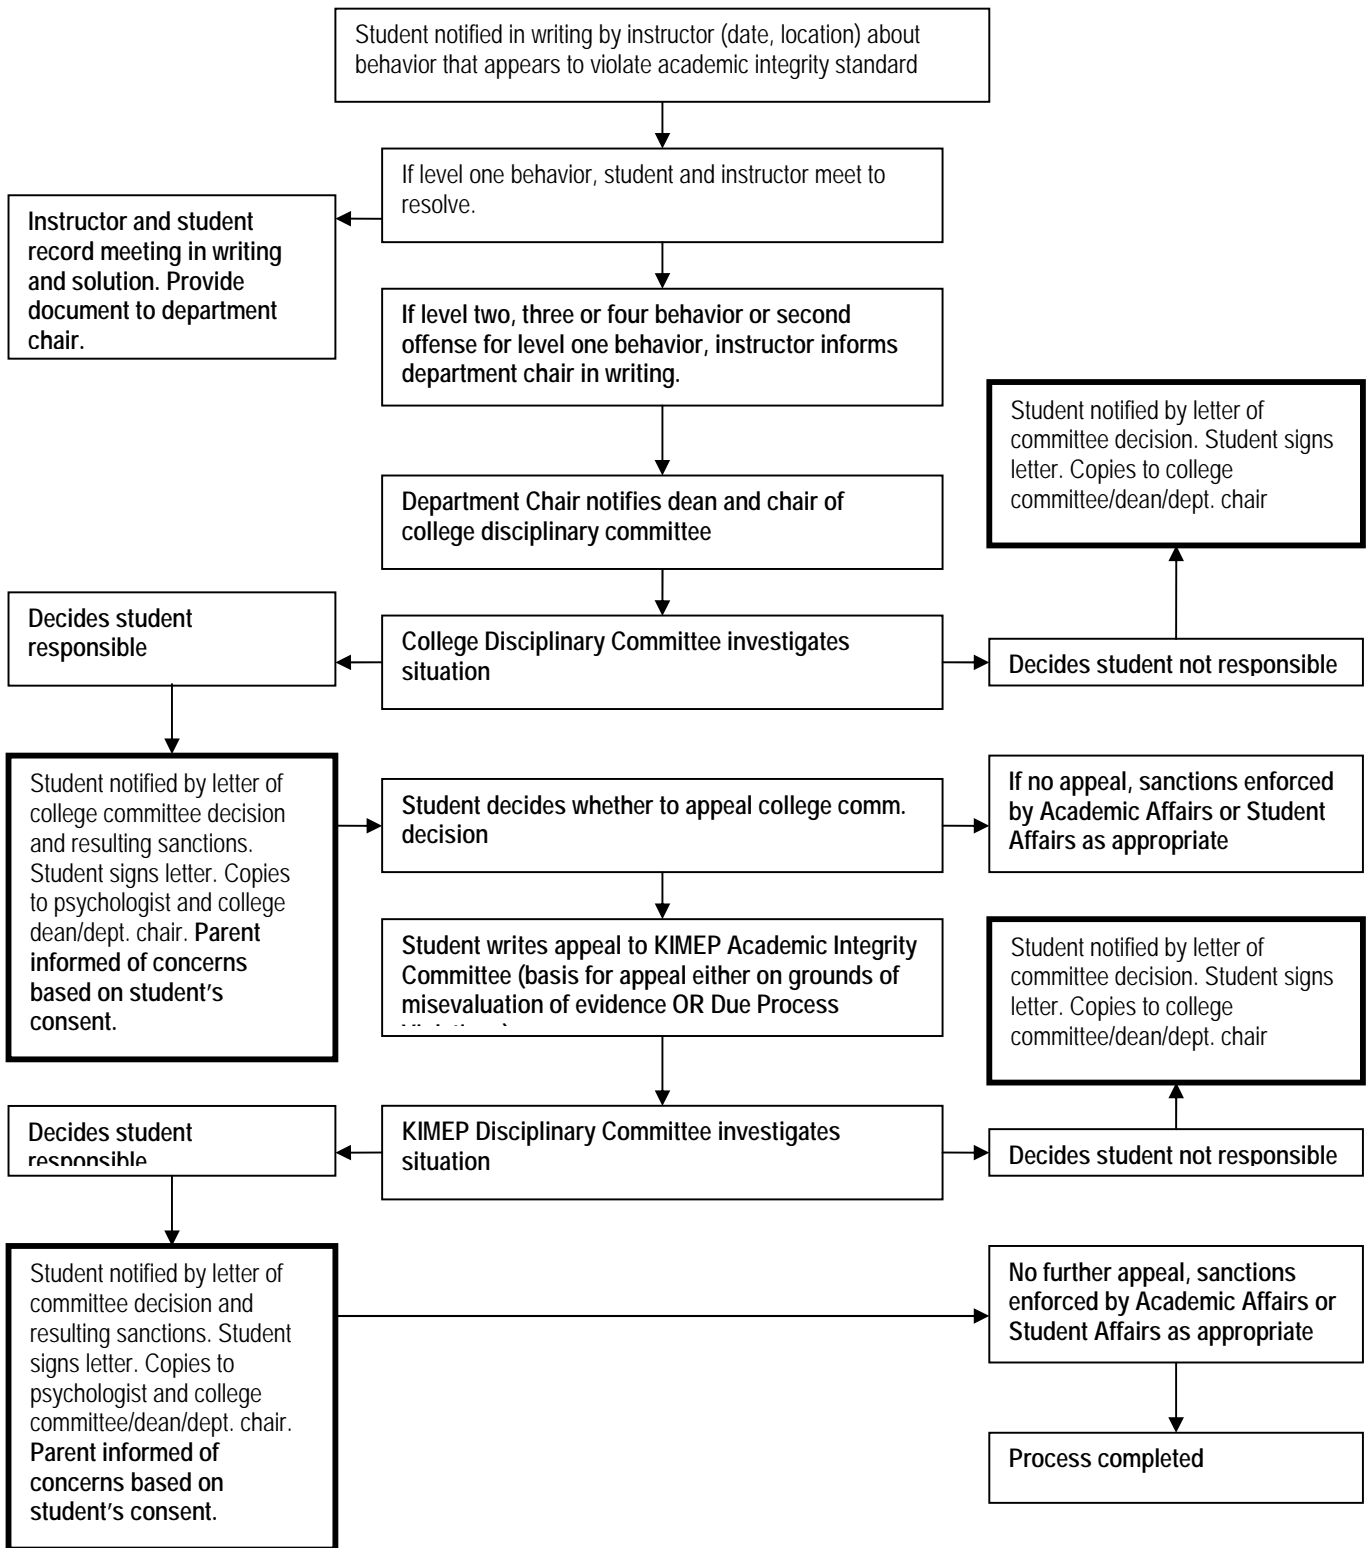 Student notified in writing by instructor (date, location) about
behavior that appears to violate academic integrity standard
If level one behavior, student and instructor meet to
resolve.
Instructor and student
record meeting in writing
and solution. Provide
document to department
chair.
If level two, three or four behavior or second
offense for level one behavior, instructor informs
department chair in writing.
Student notified by letter of
committee decision. Student signs
letter. Copies to college
committee/dean/dept. chair
Department Chair notifies dean and chair of
college disciplinary committee
Decides student
responsible
College Disciplinary Committee investigates
situation
Decides student not responsible
Student notified by letter of
college committee decision
and resulting sanctions.
Student signs letter. Copies
to psychologist and college
dean/dept. chair. Parent
informed of concerns
based on student's
consent.
Student decides whether to appeal college comm.
decision
If no appeal, sanctions enforced
by Academic Affairs or Student
Affairs as appropriate
Student writes appeal to KIMEP Academic Integrity
Committee (basis for appeal either on grounds of
misevaluation of evidence OR Due Process
Student notified by letter of
committee decision. Student signs
letter. Copies to college
committee/dean/dept. chair
Decides student
responsible
KIMEP Disciplinary Committee investigates
situation
Decides student not responsible
Student notified by letter of
committee decision and
resulting sanctions. Student
signs letter. Copies to
psychologist and college
committee/dean/dept. chair.
Parent informed of
concerns based on
student's consent.
No further appeal, sanctions
enforced by Academic Affairs or
Student Affairs as appropriate
Process completed